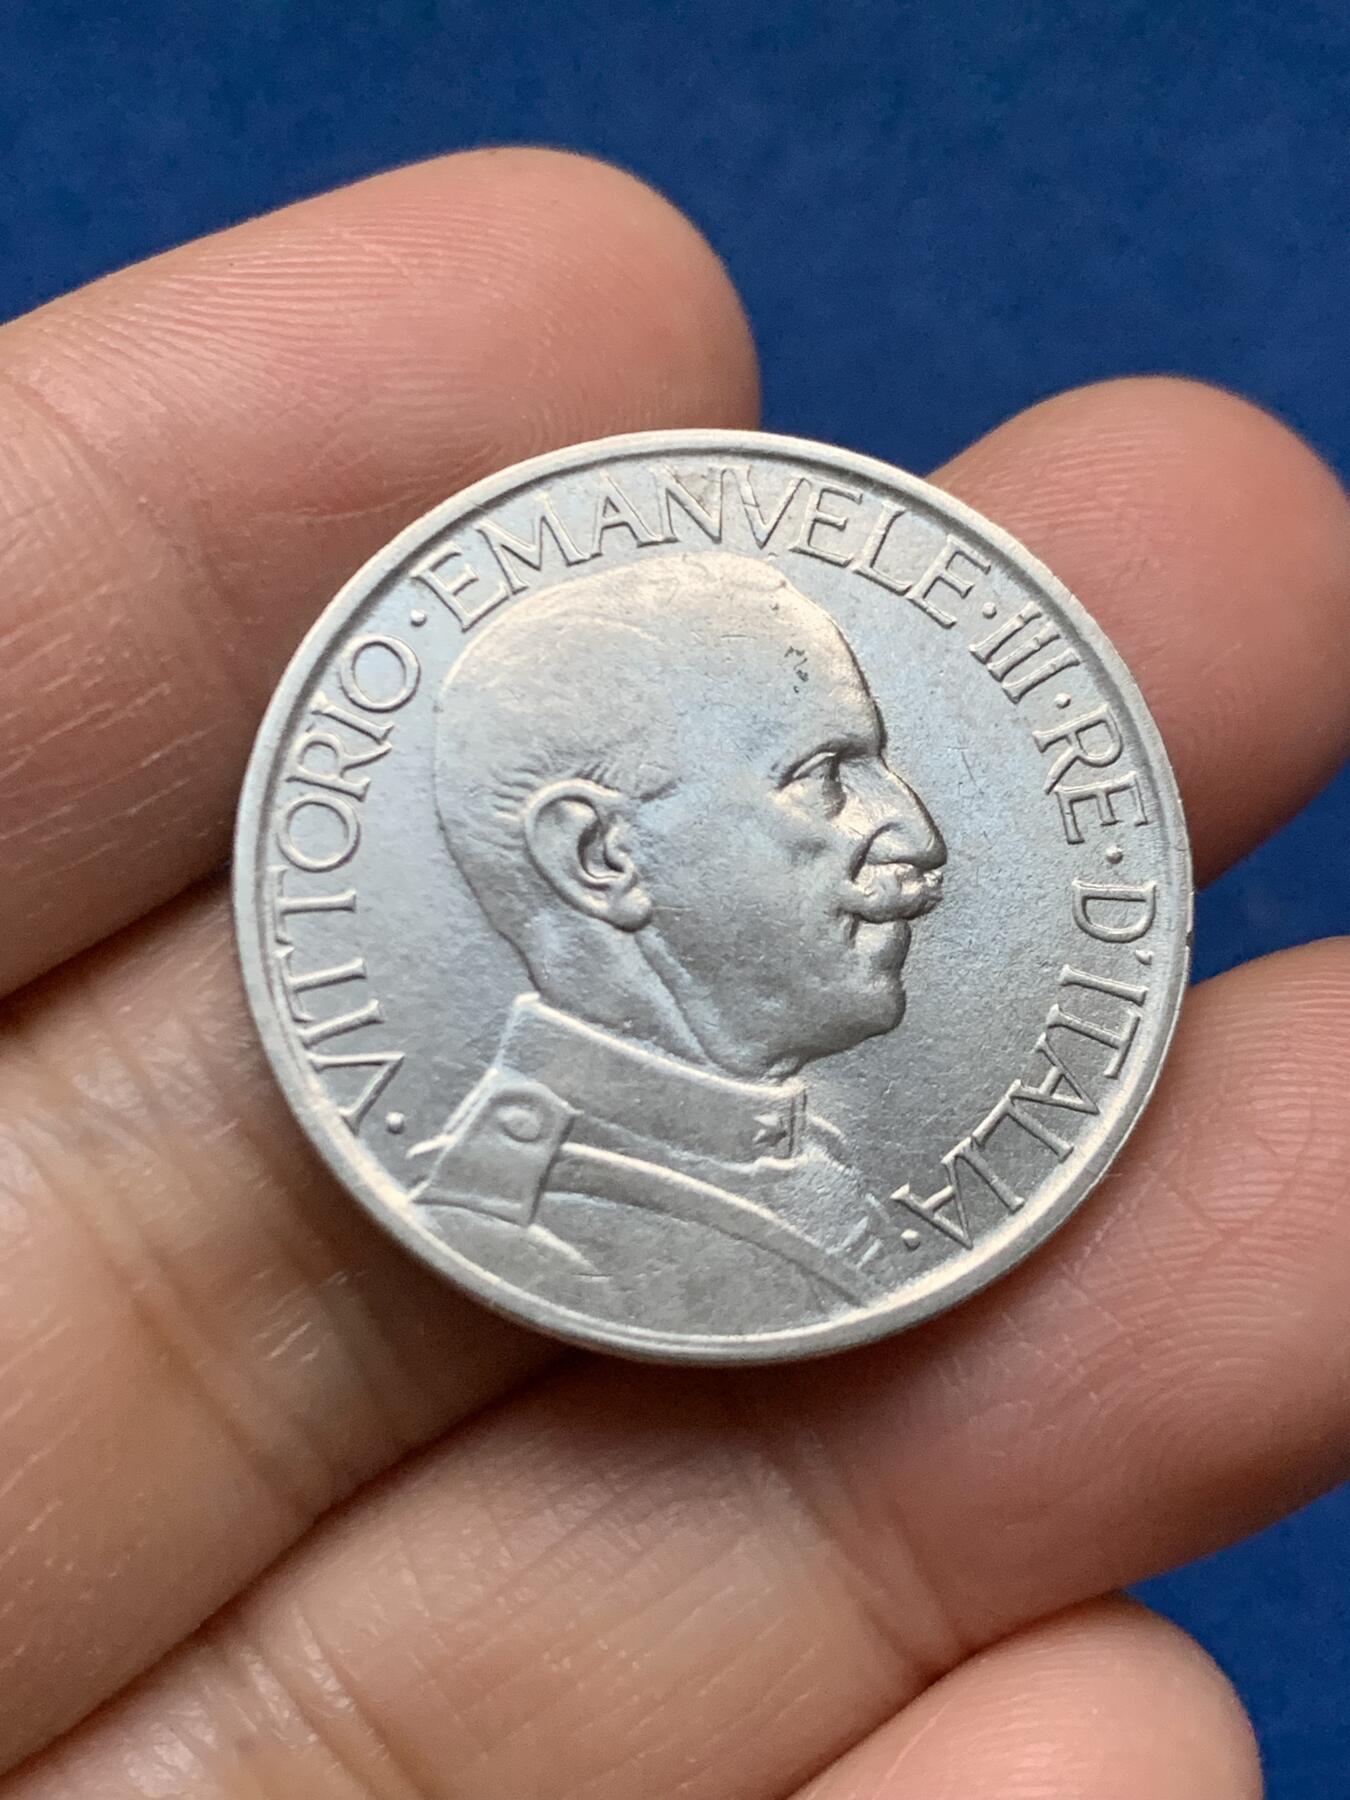 · VITTORIO · EMANVELE · III · RE · D'ITALIA ·